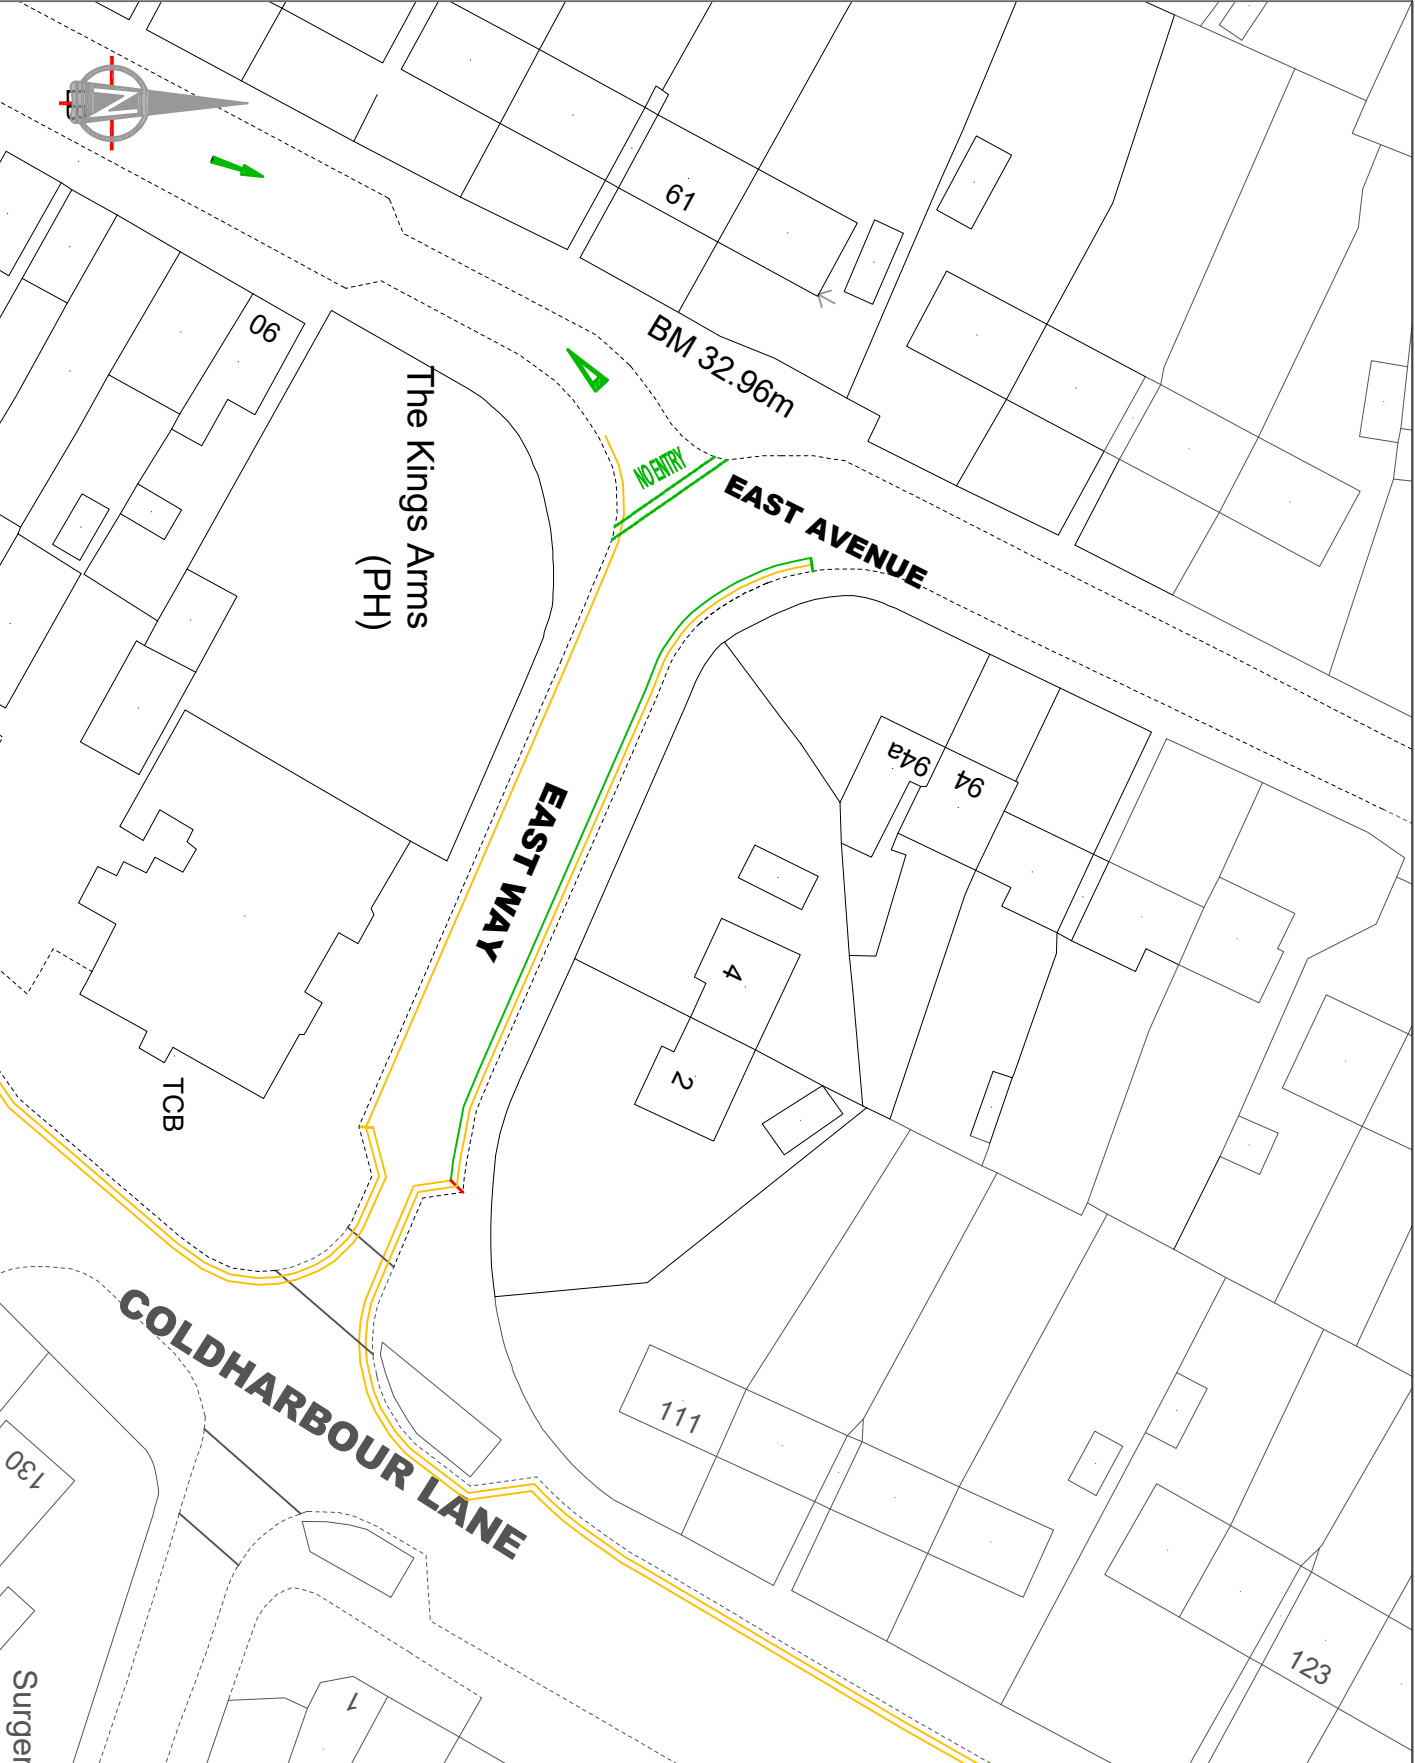 N
61
90
BM 32.96m
The Kings Arms
(PH)
NO ENTRY
EAST AVENUE
94a
94
EAST WAY
4
2
TCB
COLDHARBOUR LANE
111
130
1
123
Surger